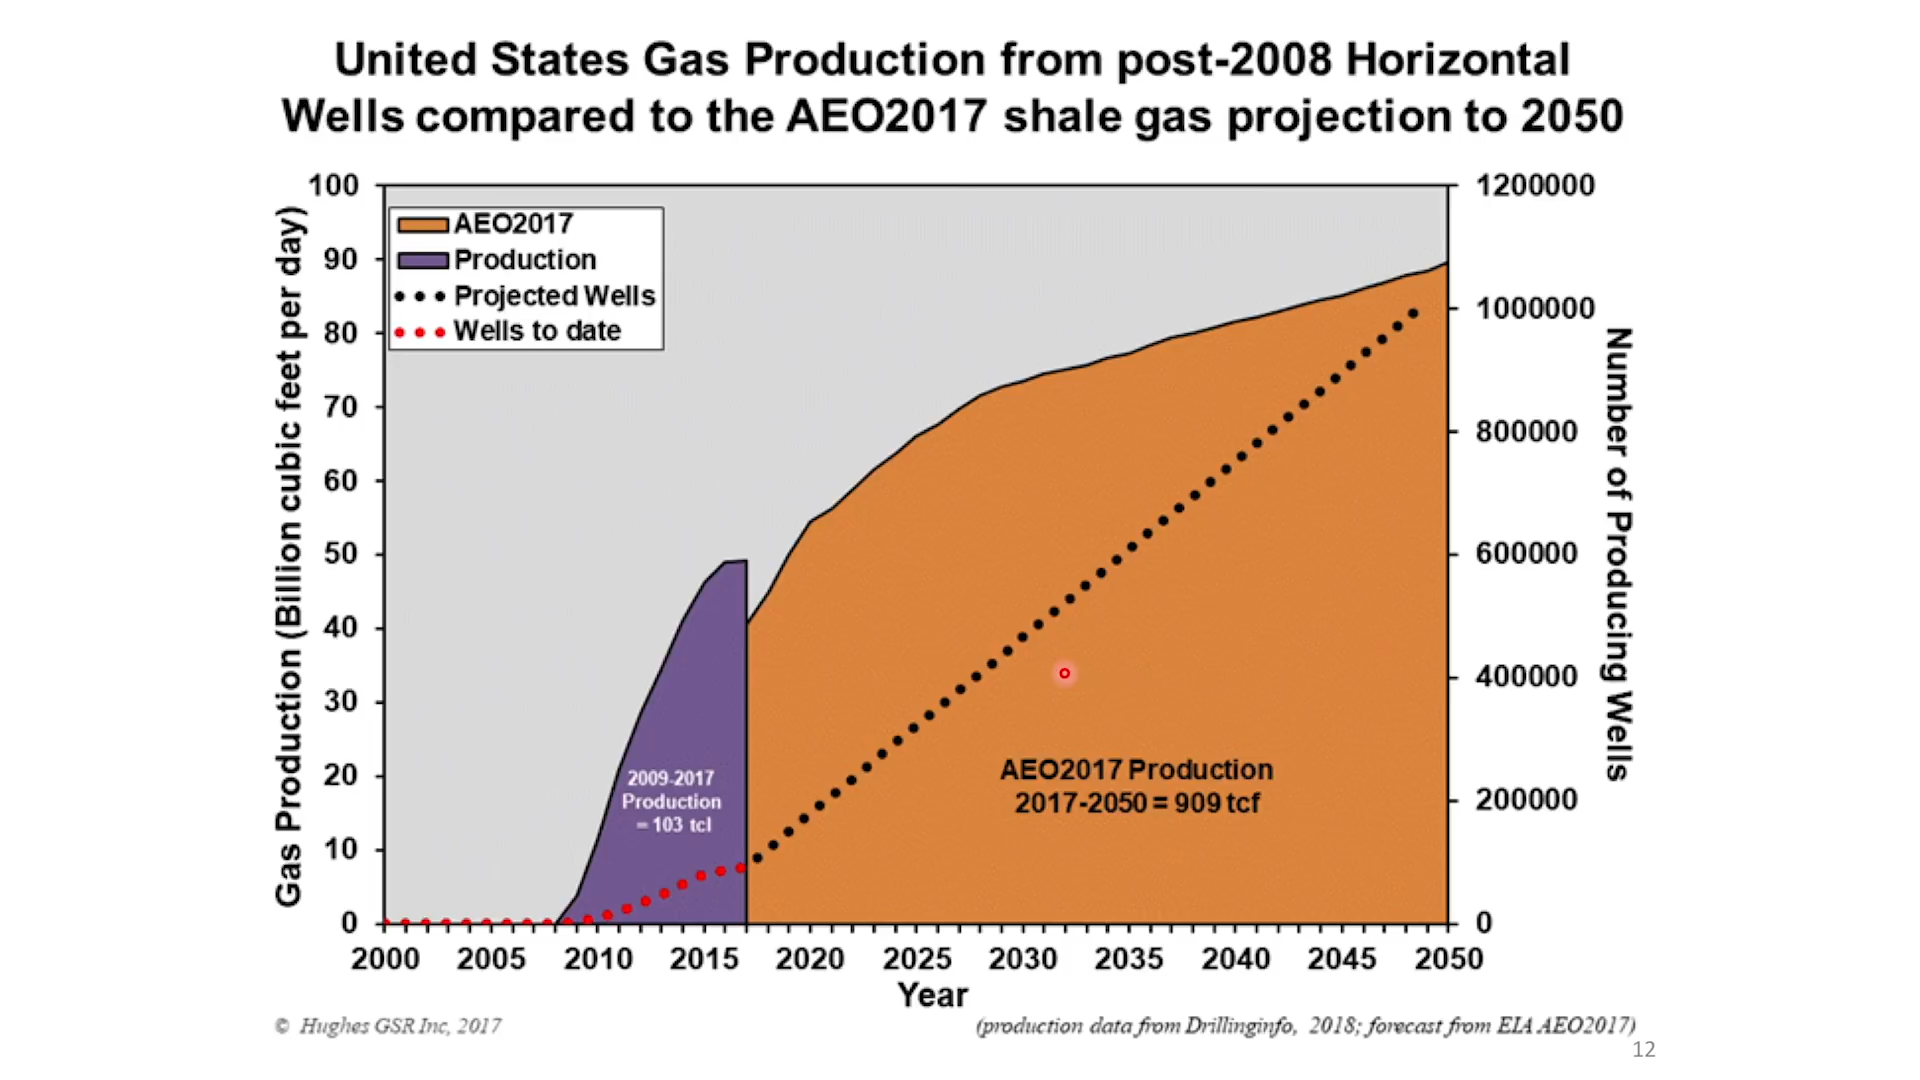 United States Gas Production from post-2008 Horizontal
Wells compared to the AEO2017 shale gas projection to 2050
100
90
80
70
60
50
40
30
20
10
0
Gas Production (Billion cubic feet per day)
AEO2017
Production
Projected Wells
Wells to date
2009-2017
Production
= 103 tcf
AEO2017 Production
2017-2050 = 909 tcf
1200000
1000000
800000
600000
400000
200000
0
Number of Producing Wells
2000 2005 2010 2015 2020 2025 2030 2035 2040 2045 2050
Year
© Hughes GSR Inc, 2017
(production data from Drillinginfo, 2018; forecast from EIA AEO2017)
12